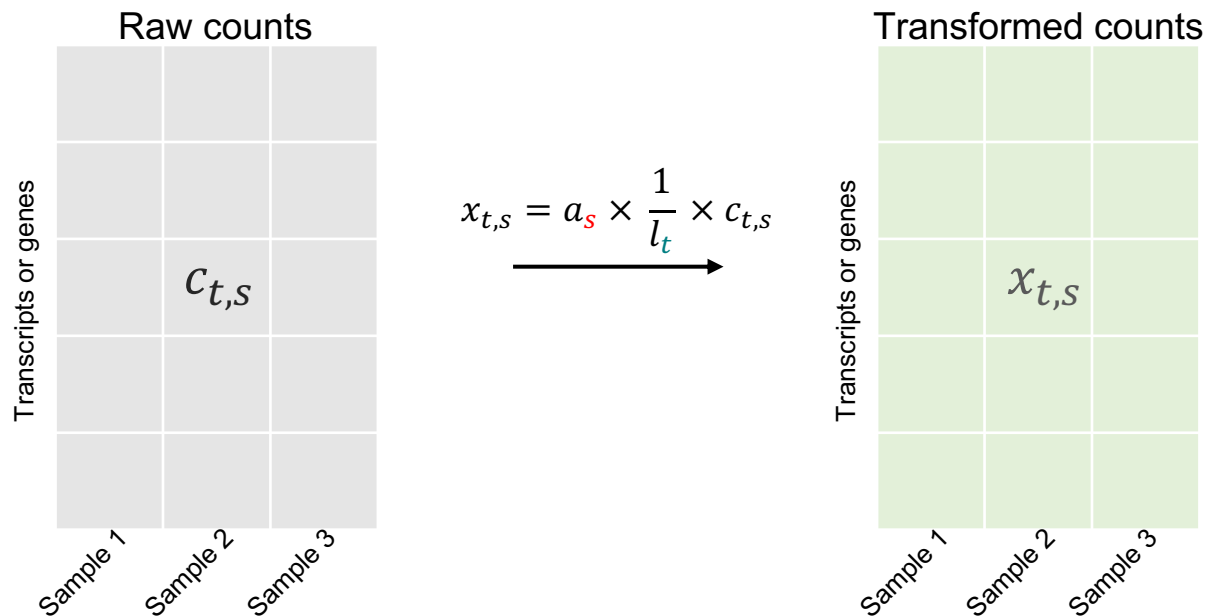 Raw counts
Transcripts or genes
c_{t,s}
Sample 1
Sample 2
Sample 3
x_{t,s} = a_s × \frac{1}{l_t} × c_{t,s}
Transformed counts
Transcripts or genes
x_{t,s}
Sample 1
Sample 2
Sample 3